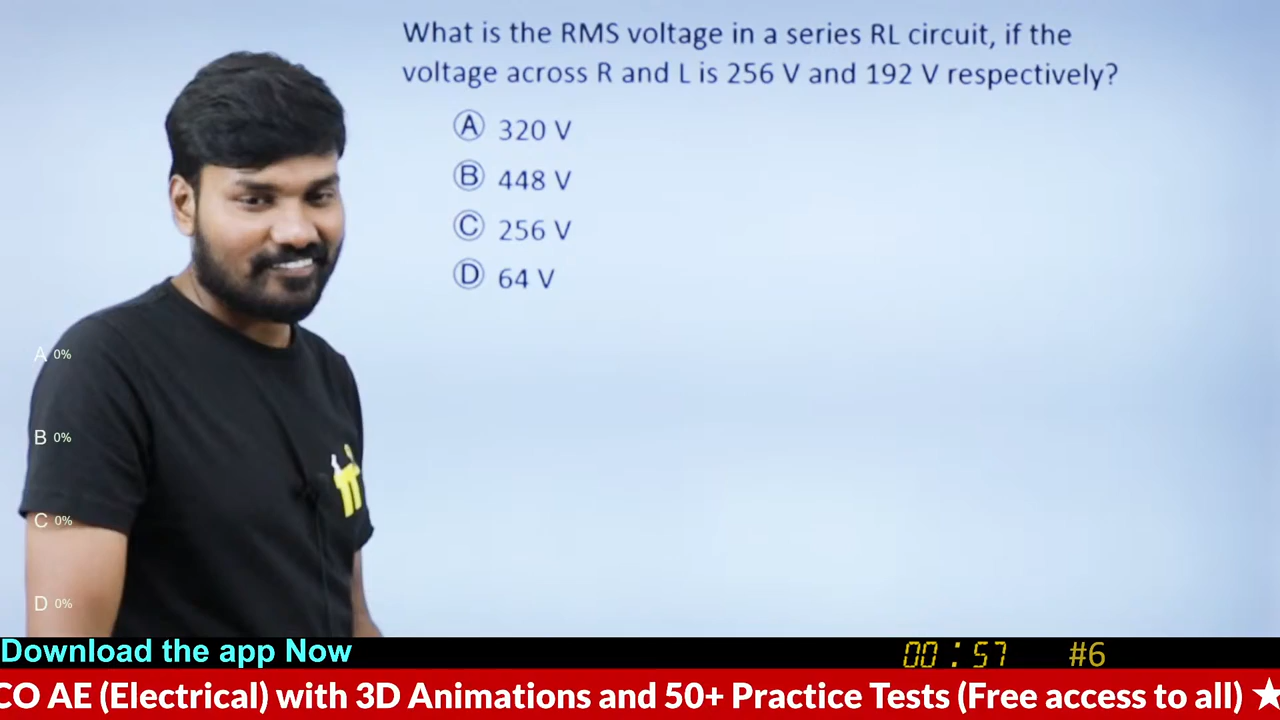 What is the RMS voltage in a series RL circuit, if the
voltage across R and L is 256 V and 192 V respectively?
A 320 V
B 448 V
C 256 V
D 64 V
A 0%
B 0%
C 0%
D 0%
Download the app Now
00:57 #6
CO AE (Electrical) with 3D Animations and 50+ Practice Tests (Free access to all) ★